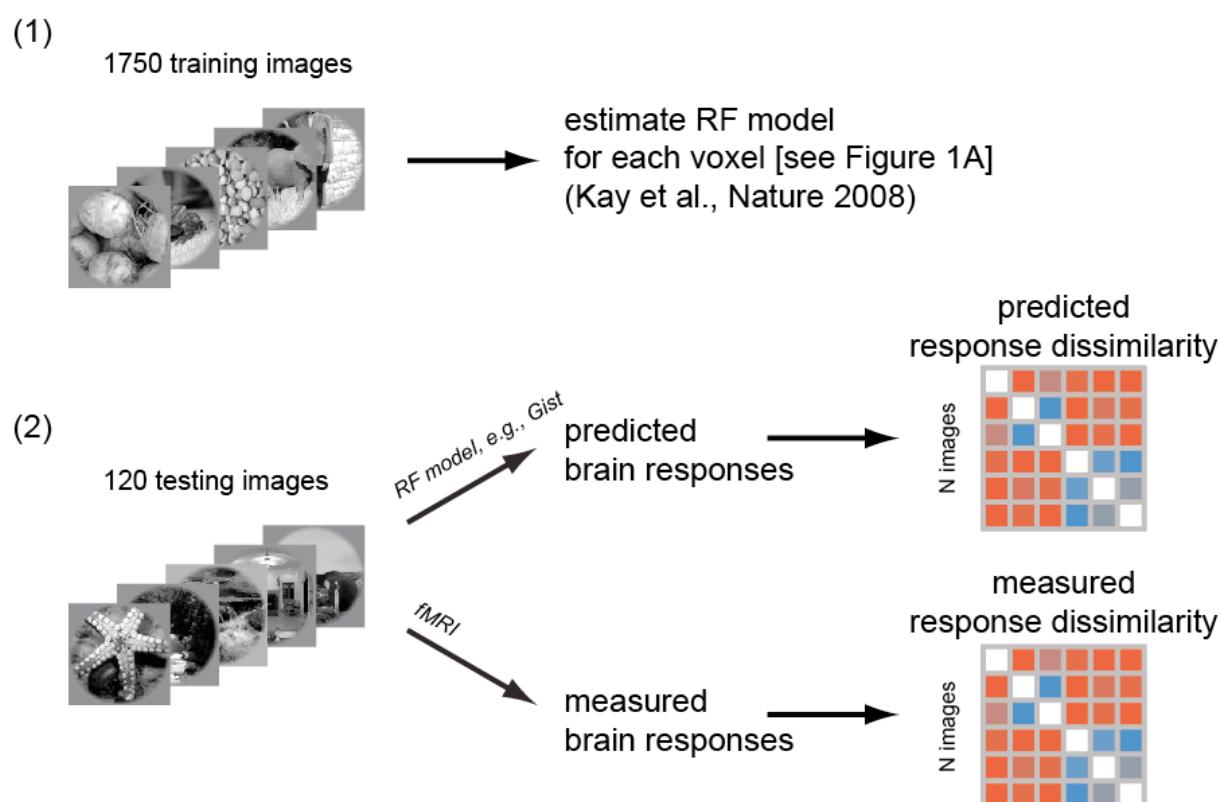 (1)
1750 training images
estimate RF model
for each voxel [see Figure 1A]
(Kay et al., Nature 2008)
(2)
120 testing images
RF model, e.g., Gist
predicted
brain responses
predicted
response dissimilarity
N images
fMRI
measured
brain responses
measured
response dissimilarity
N images